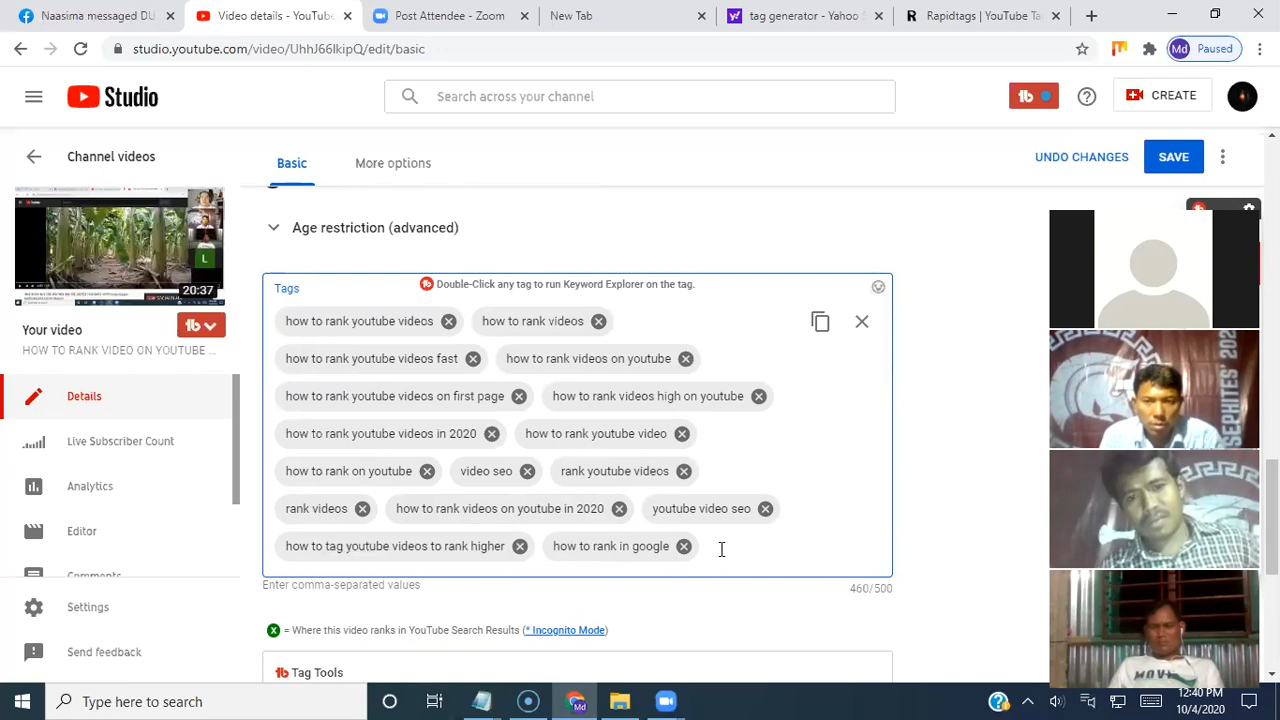 Naasima messaged DU
Video details - YouTube
Post Attendee - Zoom
New Tab
tag generator - Yahoo S
Rapidtags | YouTube Ta
studio.youtube.com/video/UhhJ66IkipQ/edit/basic
Md Paused
Studio
Search across your channel
CREATE
Channel videos
Basic
More options
UNDO CHANGES
SAVE
Age restriction (advanced)
L
20:37
Tags
Double-Click any tag to run Keyword Explorer on the tag.
how to rank youtube videos
how to rank videos
Your video
HOW TO RANK VIDEO ON YOUTUBE ...
how to rank youtube videos fast
how to rank videos on youtube
how to rank youtube videos on first page
how to rank videos high on youtube
how to rank youtube videos in 2020
how to rank youtube video
how to rank on youtube
video seo
rank youtube videos
rank videos
how to rank videos on youtube in 2020
youtube video seo
how to tag youtube videos to rank higher
how to rank in google
Enter comma-separated values
460/500
X = Where this video ranks in YouTube Search Results (* Incognito Mode)
Tag Tools
Details
Live Subscriber Count
Analytics
Editor
Comments
Settings
Send feedback
Type here to search
12:40 PM
10/4/2020